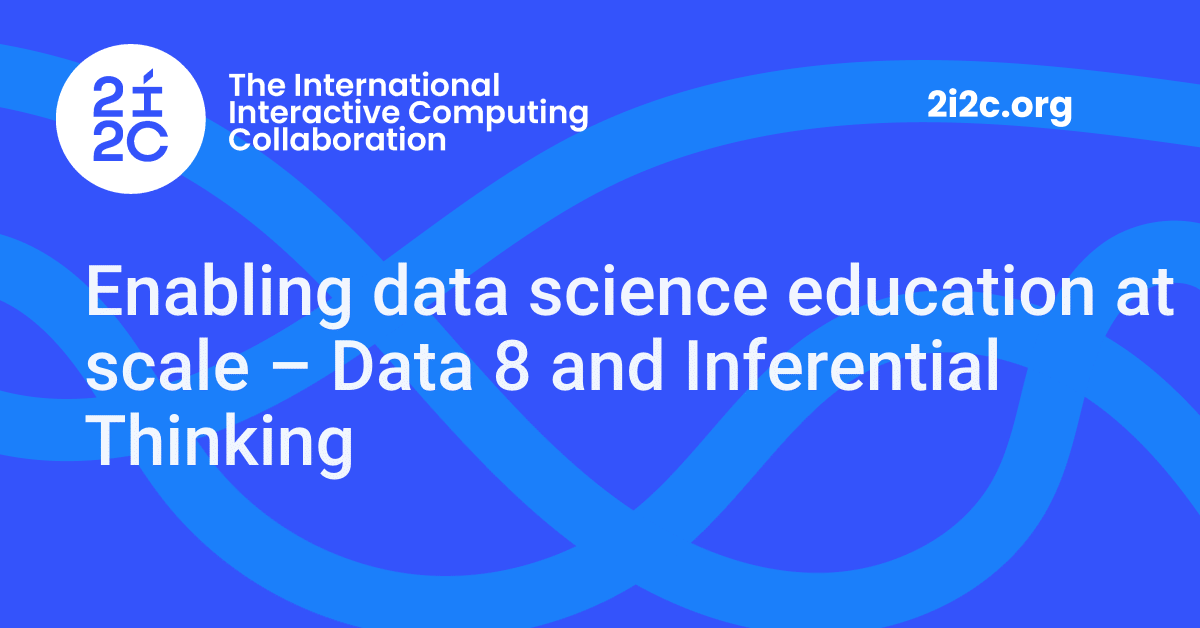 2i
2C
The International
Interactive Computing
Collaboration
2i2c.org
Enabling data science education at
scale – Data 8 and Inferential
Thinking